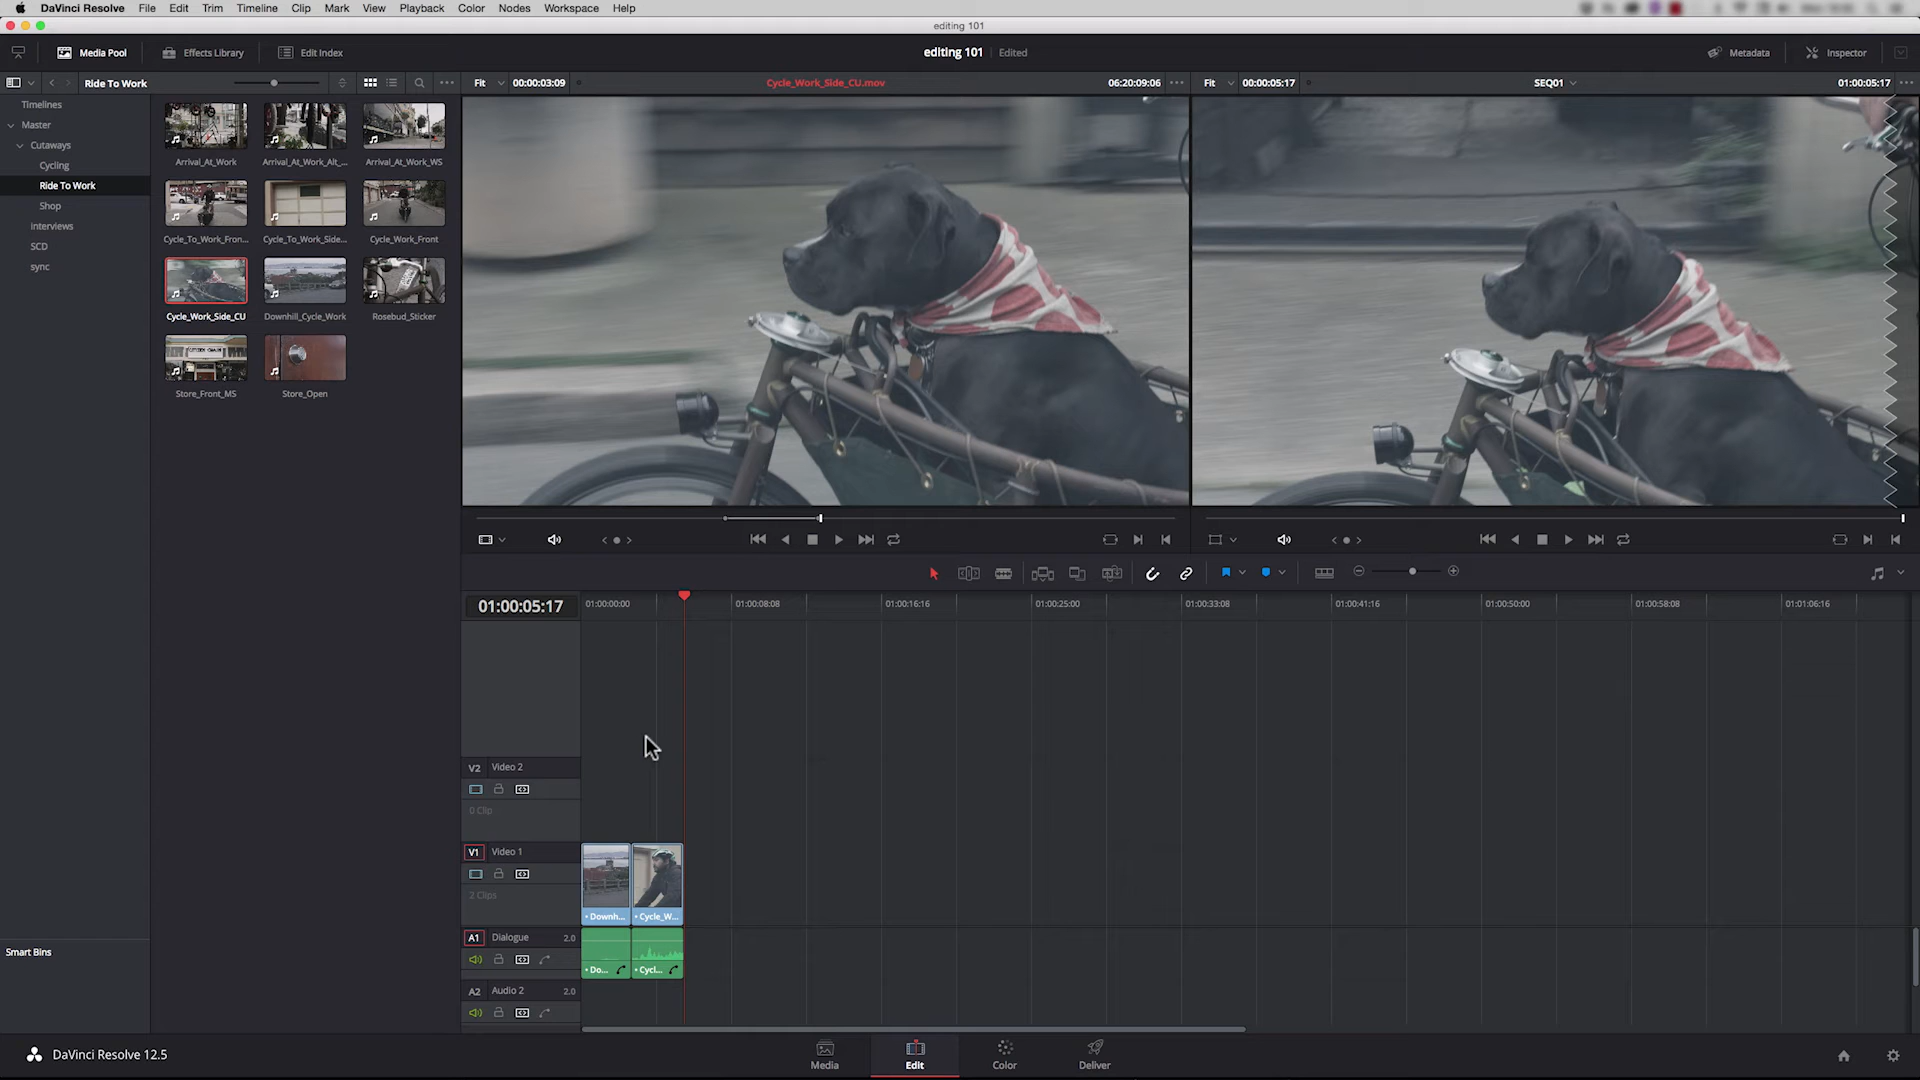 DaVinci Resolve File Edit Trim Timeline Clip Mark View Playback Color Nodes Workspace Help
editing 101
Media Pool Effects Library Edit Index editing 101 Edited Metadata Inspector
Ride To Work Fit 00:00:03:09 Cycle_Work_Side_CU.mov 06:20:09:06 Fit 00:00:05:17 SEQ01 01:00:05:17
Timelines
Master
Cutaways
Cycling
Ride To Work
Shop
Interviews
SCD
sync
Arrival_At_Work Arrival_At_Work_Alt_... Arrival_At_Work_WS
Cycle_To_Work_Fron... Cycle_To_Work_Side... Cycle_Work_Front
Cycle_Work_Side_CU Downhill_Cycle_Work Rosebud_Sticker
Store_Front_MS Store_Open
01:00:05:17 01:00:00:00 01:00:08:08 01:00:16:16 01:00:25:00 01:00:33:08 01:00:41:16 01:00:50:00 01:00:58:08 01:01:06:16
V2 Video 2
0 Clip
V1 Video 1
2 Clips
• Downh... • Cycle_W...
A1 Dialogue 2.0
• Do... • Cycl...
A2 Audio 2 2.0
Smart Bins
DaVinci Resolve 12.5
Media Edit Color Deliver